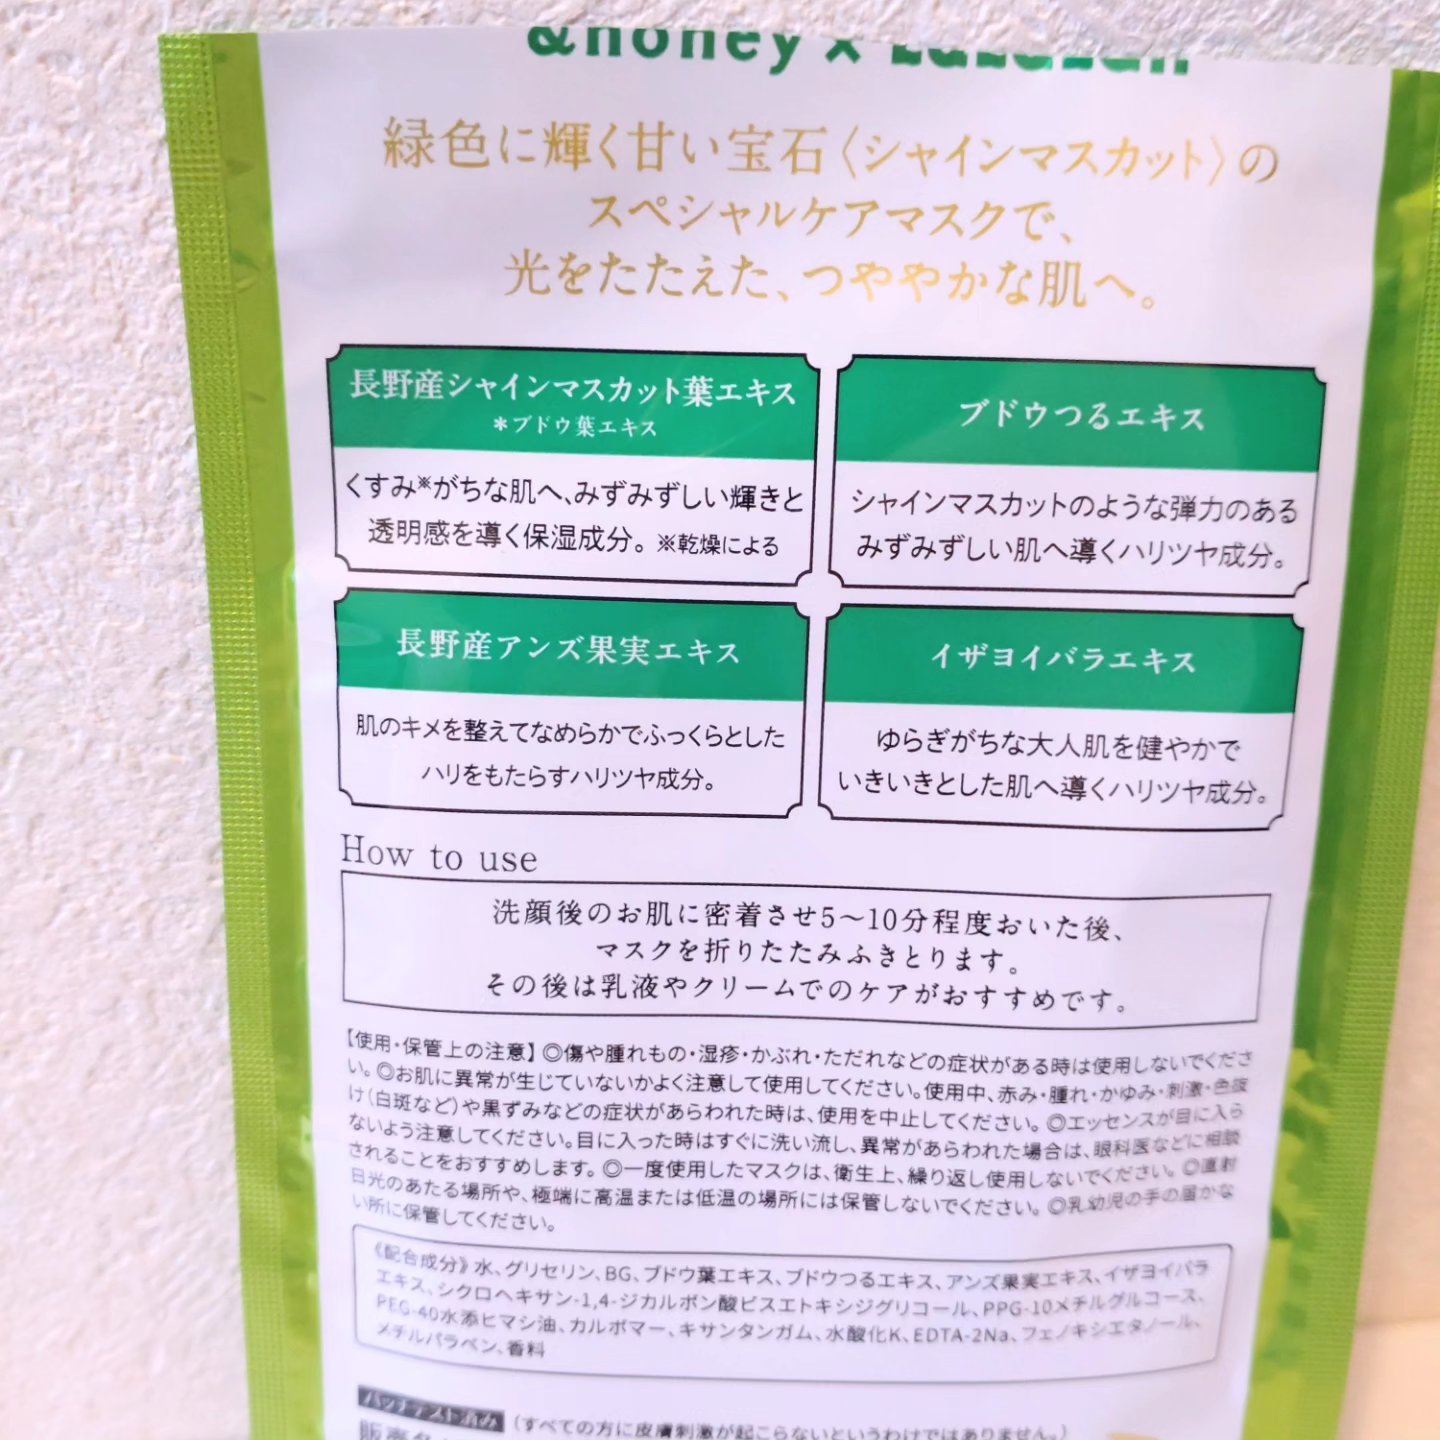 &honey x LuLuLun
緑色に輝く甘い宝石〈シャインマスカット〉の
スペシャルケアマスクで、
光をたたえた、つややかな肌へ。
長野産シャインマスカット葉エキス
*ブドウ葉エキス
くすみ※がちな肌へ、みずみずしい輝きと
透明感を導く保湿成分。※乾燥による
ブドウつるエキス
シャインマスカットのような弾力のある
みずみずしい肌へ導くハリツヤ成分。
長野産アンズ果実エキス
肌のキメを整えてなめらかでふっくらとした
ハリをもたらすハリツヤ成分。
イザヨイバラエキス
ゆらぎがちな大人肌を健やかで
いきいきとした肌へ導くハリツヤ成分。
How to use
洗顔後のお肌に密着させ5〜10分程度おいた後、
マスクを折りたたみふきとります。
その後は乳液やクリームでのケアがおすすめです。
【使用・保管上の注意】◎傷や腫れもの・湿疹・かぶれ・ただれなどの症状がある時は使用しないでくださ
い。◎お肌に異常が生じていないかよく注意して使用してください。使用中、赤み・腫れ・かゆみ・刺激・色抜
け(白斑など)や黒ずみなどの症状があらわれた時は、使用を中止してください。◎エッセンスが目に入ら
ないよう注意してください。目に入った時はすぐに洗い流し、異常があらわれた場合は、眼科医などに相談
されることをおすすめします。◎一度使用したマスクは、衛生上、繰り返し使用しないでください。◎直射
日光のあたる場所や、極端に高温または低温の場所には保管しないでください。◎乳幼児の手の届かな
い所に保管してください。
《配合成分》水、グリセリン、BG、ブドウ葉エキス、ブドウつるエキス、アンズ果実エキス、イザヨイバラ
エキス、シクロヘキサン-1,4-ジカルボン酸ビスエトキシジグリコール、PPG-10メチルグルコース、
PEG-40水添ヒマシ油、カルボマー、キサンタンガム、水酸化K、EDTA-2Na、フェノキシエタノール、
メチルパラベン、香料
パッチテスト済み (すべての方に皮膚刺激が起こらないというわけではありません。)